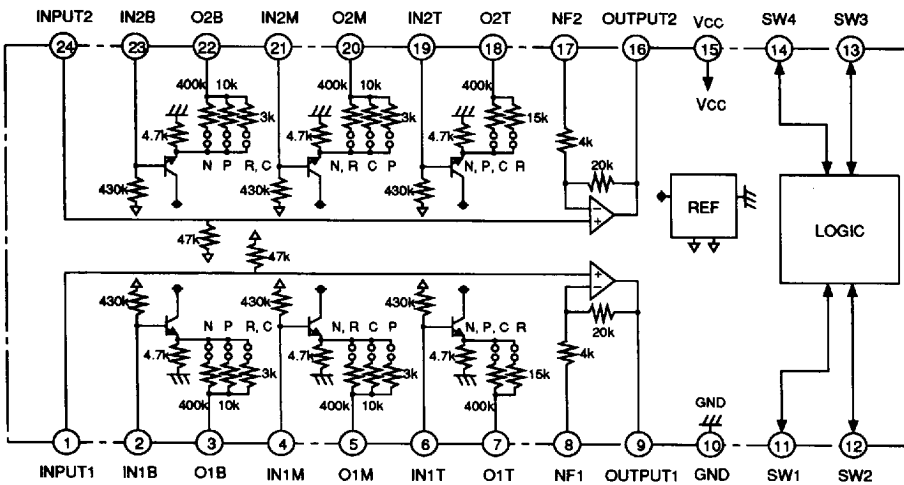 INPUT2 IN2B O2B IN2M O2M IN2T O2T NF2 OUTPUT2 VCC SW4 SW3
24 23 22 21 20 19 18 17 16 15 14 13
400k 10k 400k 10k 400k VCC
4.7k 3k 4.7k 3k 4.7k 15k 4k
N P R, C N, R C P N, P, C R 20k
430k 430k 430k − +
REF LOGIC
47k
47k
430k 430k 430k + −
N P R, C N, R C P N, P, C R 20k
4.7k 3k 4.7k 3k 4.7k 15k 4k
400k 10k 400k 10k 400k GND
1 2 3 4 5 6 7 8 9 10 11 12
INPUT1 IN1B O1B IN1M O1M IN1T O1T NF1 OUTPUT1 GND SW1 SW2